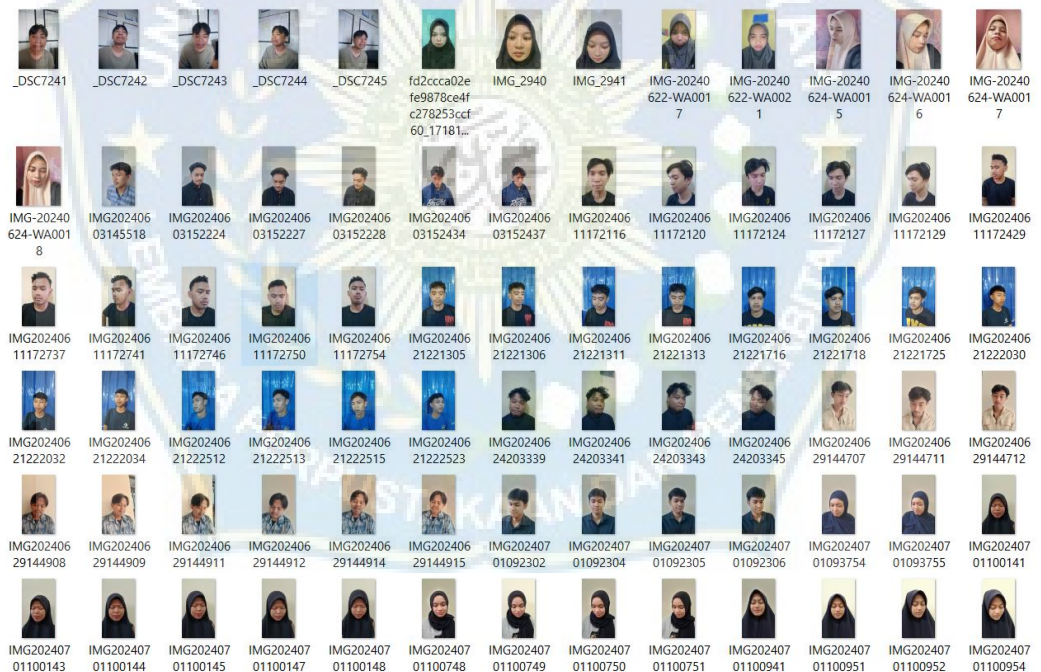 _DSC7241 _DSC7242 _DSC7243 _DSC7244 _DSC7245 fd2ccca02e IMG_2940 IMG_2941 IMG-20240 IMG-20240 IMG-20240 IMG-20240 IMG-20240
fe9878ce4f 622-WA001 622-WA002 624-WA001 624-WA001 624-WA001
c278253ccf 7 1 5 6 7
60_17181...
IMG-20240 IMG202406 IMG202406 IMG202406 IMG202406 IMG202406 IMG202406 IMG202406 IMG202406 IMG202406 IMG202406 IMG202406 IMG202406
624-WA001 03145518 03152224 03152227 03152228 03152434 03152437 11172116 11172120 11172124 11172127 11172129 11172429
8
IMG202406 IMG202406 IMG202406 IMG202406 IMG202406 IMG202406 IMG202406 IMG202406 IMG202406 IMG202406 IMG202406 IMG202406 IMG202406
11172737 11172741 11172746 11172750 11172754 21221305 21221306 21221311 21221313 21221716 21221718 21221725 21222030
IMG202406 IMG202406 IMG202406 IMG202406 IMG202406 IMG202406 IMG202406 IMG202406 IMG202406 IMG202406 IMG202406 IMG202406 IMG202406
21222032 21222034 21222512 21222513 21222515 21222523 24203339 24203341 24203343 24203345 29144707 29144711 29144712
IMG202406 IMG202406 IMG202406 IMG202406 IMG202406 IMG202406 IMG202407 IMG202407 IMG202407 IMG202407 IMG202407 IMG202407 IMG202407
29144908 29144909 29144911 29144912 29144914 29144915 01092302 01092304 01092305 01092306 01093754 01093755 01100141
IMG202407 IMG202407 IMG202407 IMG202407 IMG202407 IMG202407 IMG202407 IMG202407 IMG202407 IMG202407 IMG202407 IMG202407 IMG202407
01100143 01100144 01100145 01100147 01100148 01100748 01100749 01100750 01100751 01100941 01100951 01100952 01100954